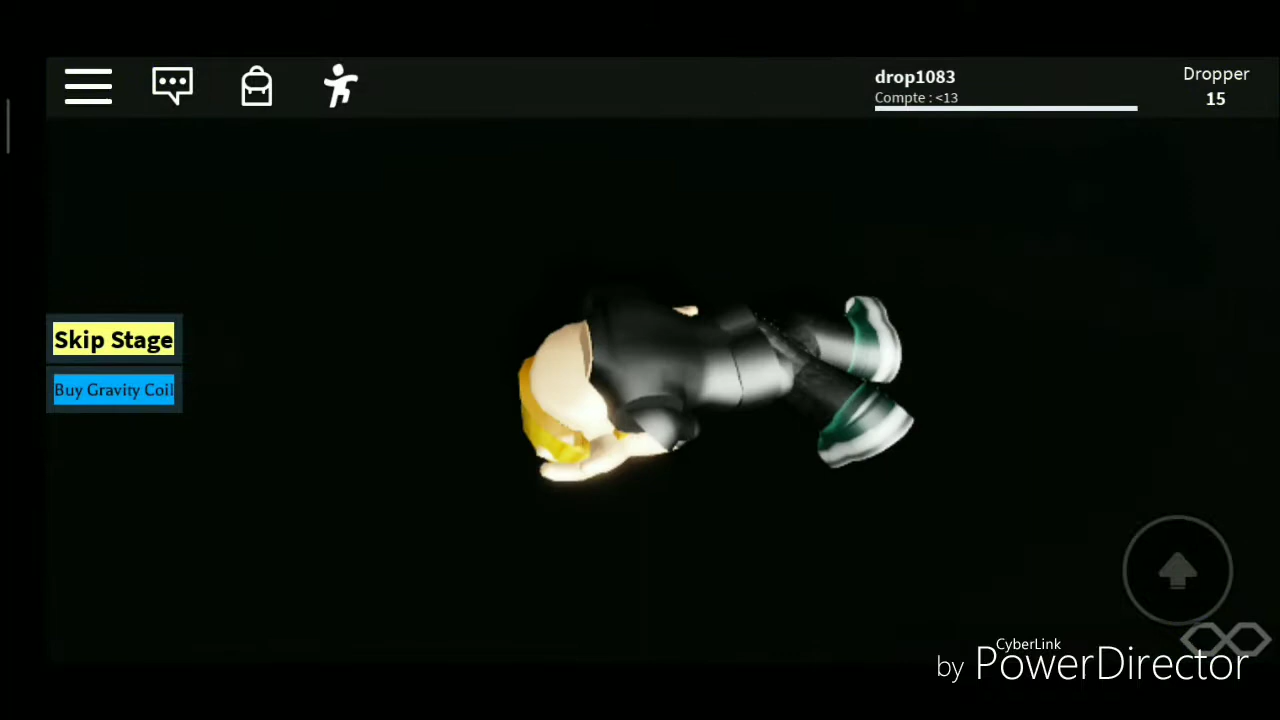 drop1083
Compte : <13
Dropper
15
Skip Stage
Buy Gravity Coil
CyberLink
by PowerDirector